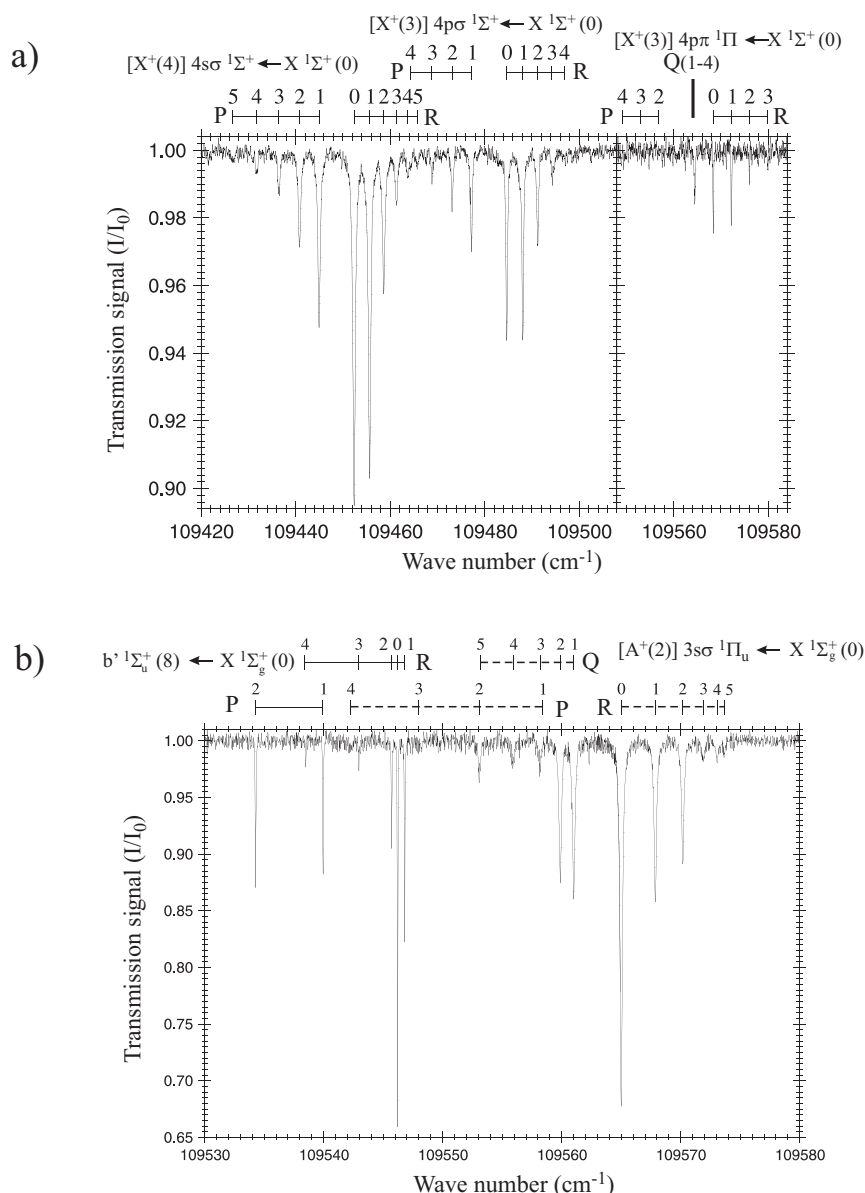 a)
[X⁺(3)] 4pσ ¹Σ⁺ ← X ¹Σ⁺(0)
[X⁺(3)] 4pπ ¹Π ← X ¹Σ⁺(0)
[X⁺(4)] 4sσ ¹Σ⁺ ← X ¹Σ⁺(0)
4 3 2 1 0 1 2 3 4
P R
Q(1-4)
5 4 3 2 1 0 1 2 3 4 5
P R
4 3 2 0 1 2 3
P R
1.00
0.98
0.96
0.94
0.92
0.90
Transmission signal (I/I₀)
109420 109440 109460 109480 109500 109560 109580
Wave number (cm⁻¹)
b)
b’ ¹Σᵤ⁺(8) ← X ¹Σg⁺(0)
4 3 2 0 1
R
5 4 3 2 1
Q
[A⁺(2)] 3sσ ¹Πᵤ ← X ¹Σg⁺(0)
P 2 1
4 3 2 1 P
R 0 1 2 3 4 5
1.00
0.95
0.90
0.85
0.80
0.75
0.70
0.65
Transmission signal (I/I₀)
109530 109540 109550 109560 109570 109580
Wave number (cm⁻¹)